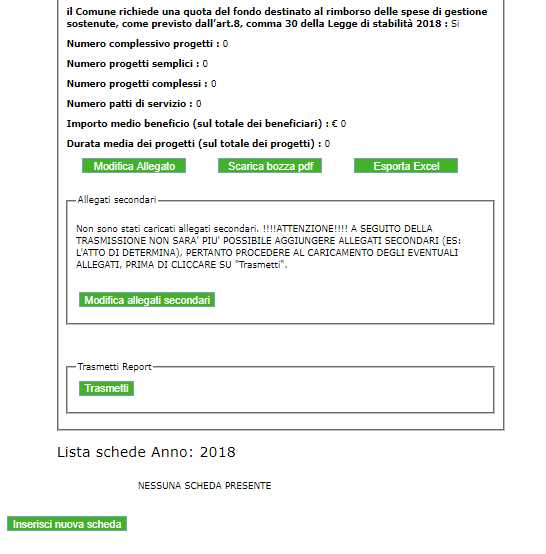 il Comune richiede una quota del fondo destinato al rimborso delle spese di gestione
sostenute, come previsto dall'art.8, comma 30 della Legge di stabilità 2018 : Si
Numero complessivo progetti : 0
Numero progetti semplici : 0
Numero progetti complessi : 0
Numero patti di servizio : 0
Importo medio beneficio (sul totale dei beneficiari) : € 0
Durata media dei progetti (sul totale dei progetti) : 0
Modifica Allegato Scarica bozza pdf Esporta Excel
Allegati secondari
Non sono stati caricati allegati secondari. !!!!ATTENZIONE!!!! A SEGUITO DELLA
TRASMISSIONE NON SARA' PIU' POSSIBILE AGGIUNGERE ALLEGATI SECONDARI (ES:
L'ATTO DI DETERMINA), PERTANTO PROCEDERE AL CARICAMENTO DEGLI EVENTUALI
ALLEGATI, PRIMA DI CLICCARE SU "Trasmetti".
Modifica allegati secondari
Trasmetti Report
Trasmetti
Lista schede Anno: 2018
NESSUNA SCHEDA PRESENTE
Inserisci nuova scheda